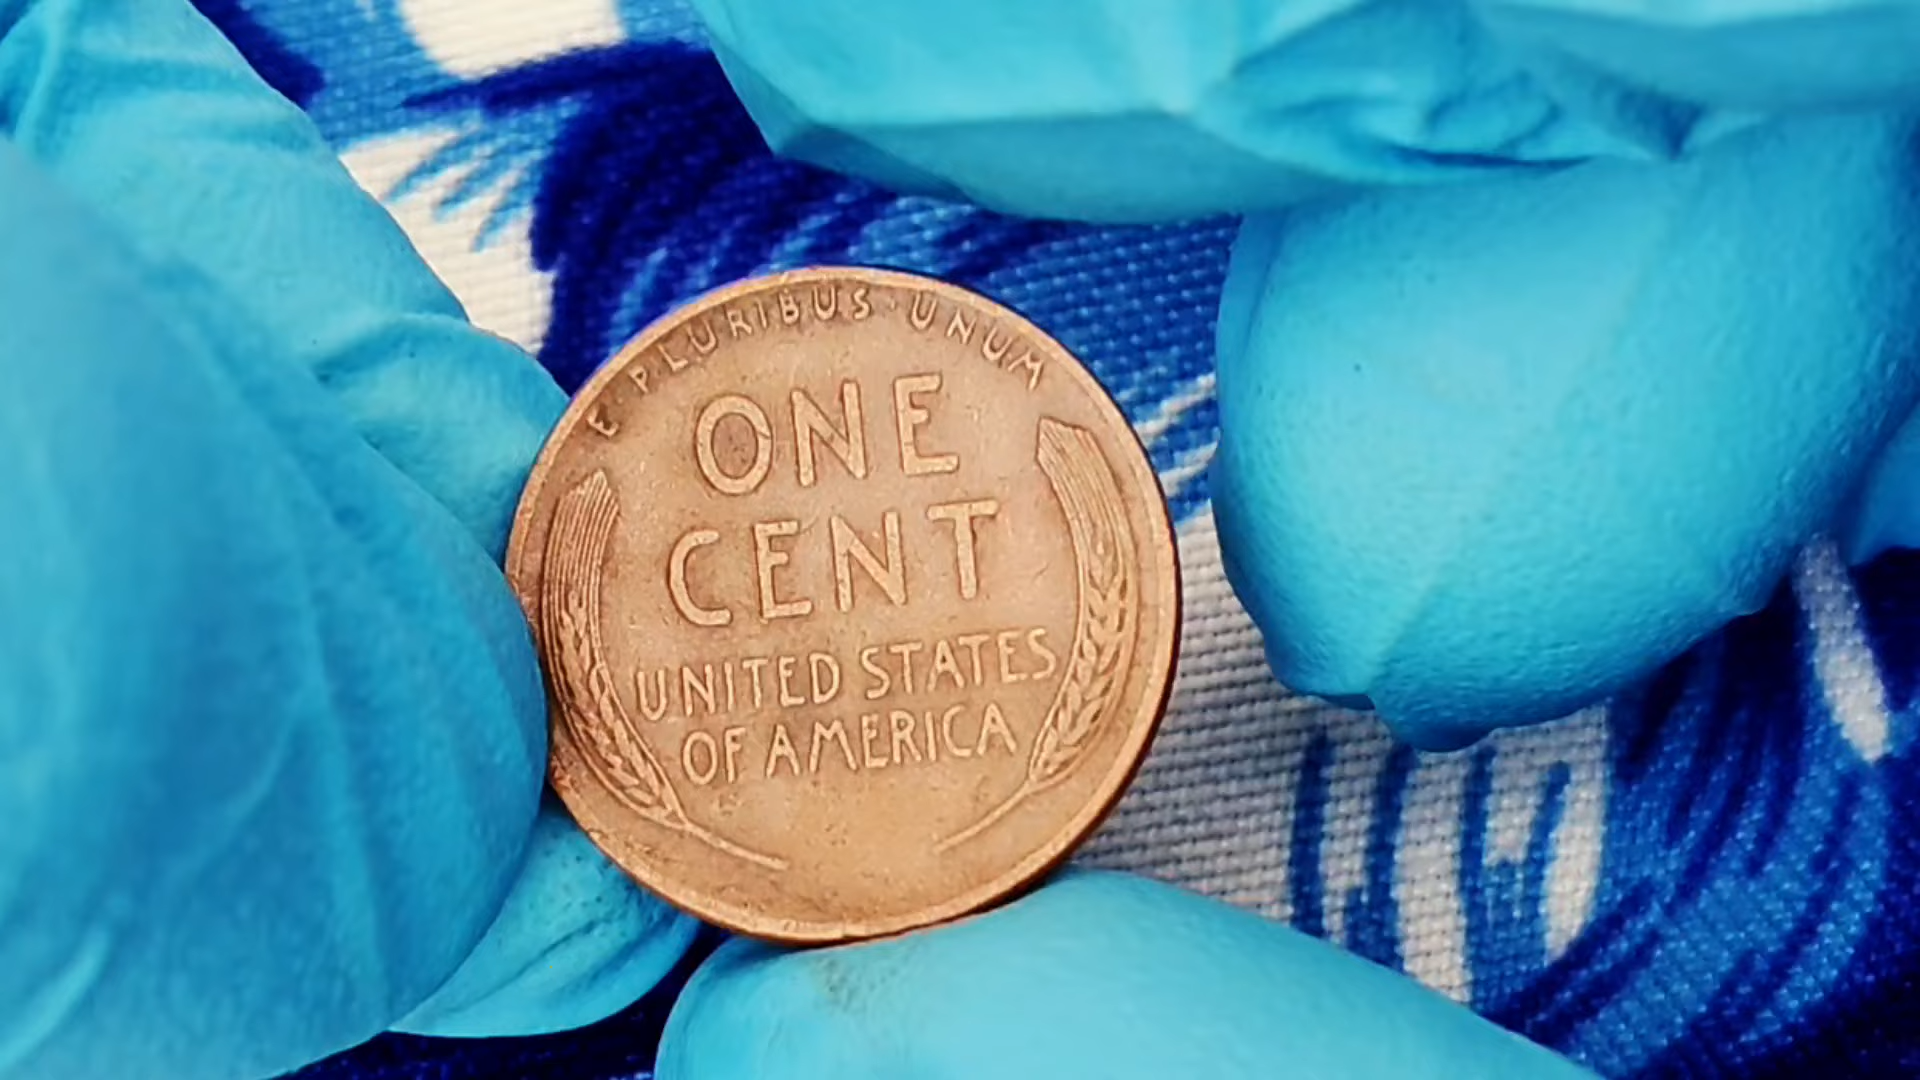 E · PLURIBUS · UNUM
ONE
CENT
UNITED STATES
OF AMERICA